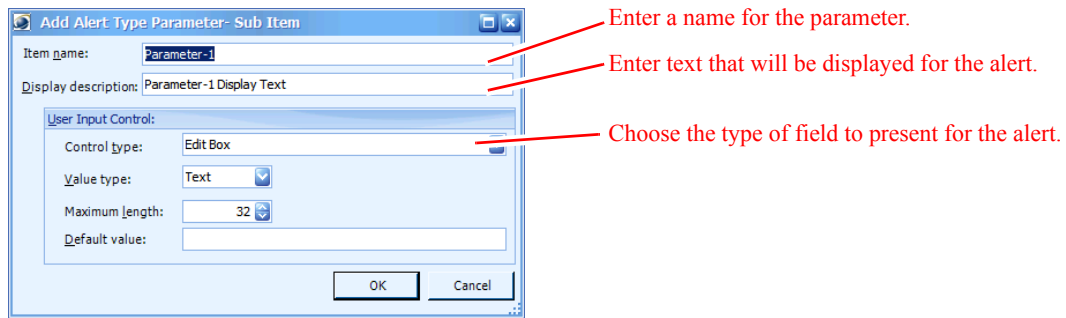 Add Alert Type Parameter- Sub Item
Enter a name for the parameter.
Item name: Parameter-1
Enter text that will be displayed for the alert.
Display description: Parameter-1 Display Text
User Input Control:
Choose the type of field to present for the alert.
Control type: Edit Box
Value type: Text
Maximum length: 32
Default value:
OK Cancel